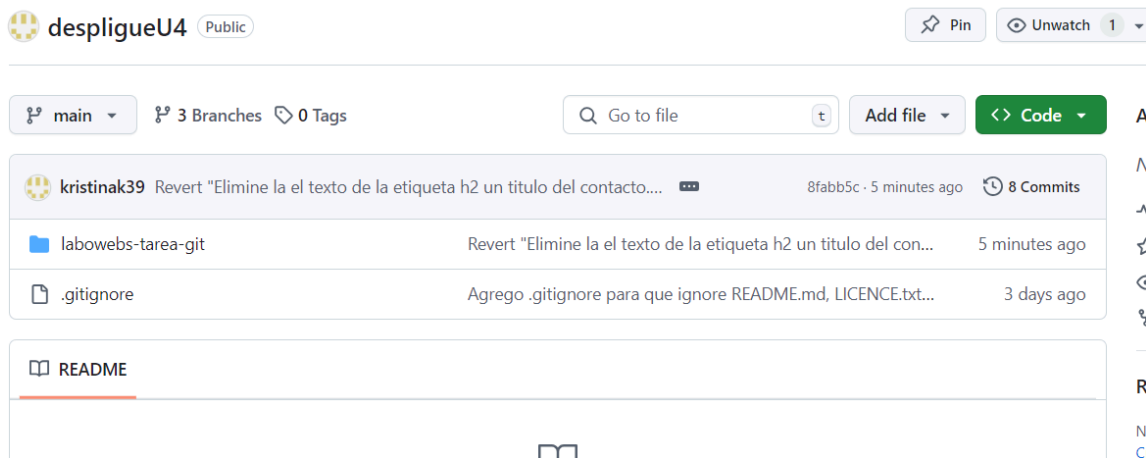 despligueU4 Public Pin Unwatch 1
main 3 Branches 0 Tags Go to file t Add file Code
kristinak39 Revert "Elimine la el texto de la etiqueta h2 un titulo del contacto.... 8fabb5c · 5 minutes ago 8 Commits
labowebs-tarea-git Revert "Elimine la el texto de la etiqueta h2 un titulo del con... 5 minutes ago
.gitignore Agrego .gitignore para que ignore README.md, LICENCE.txt... 3 days ago
README